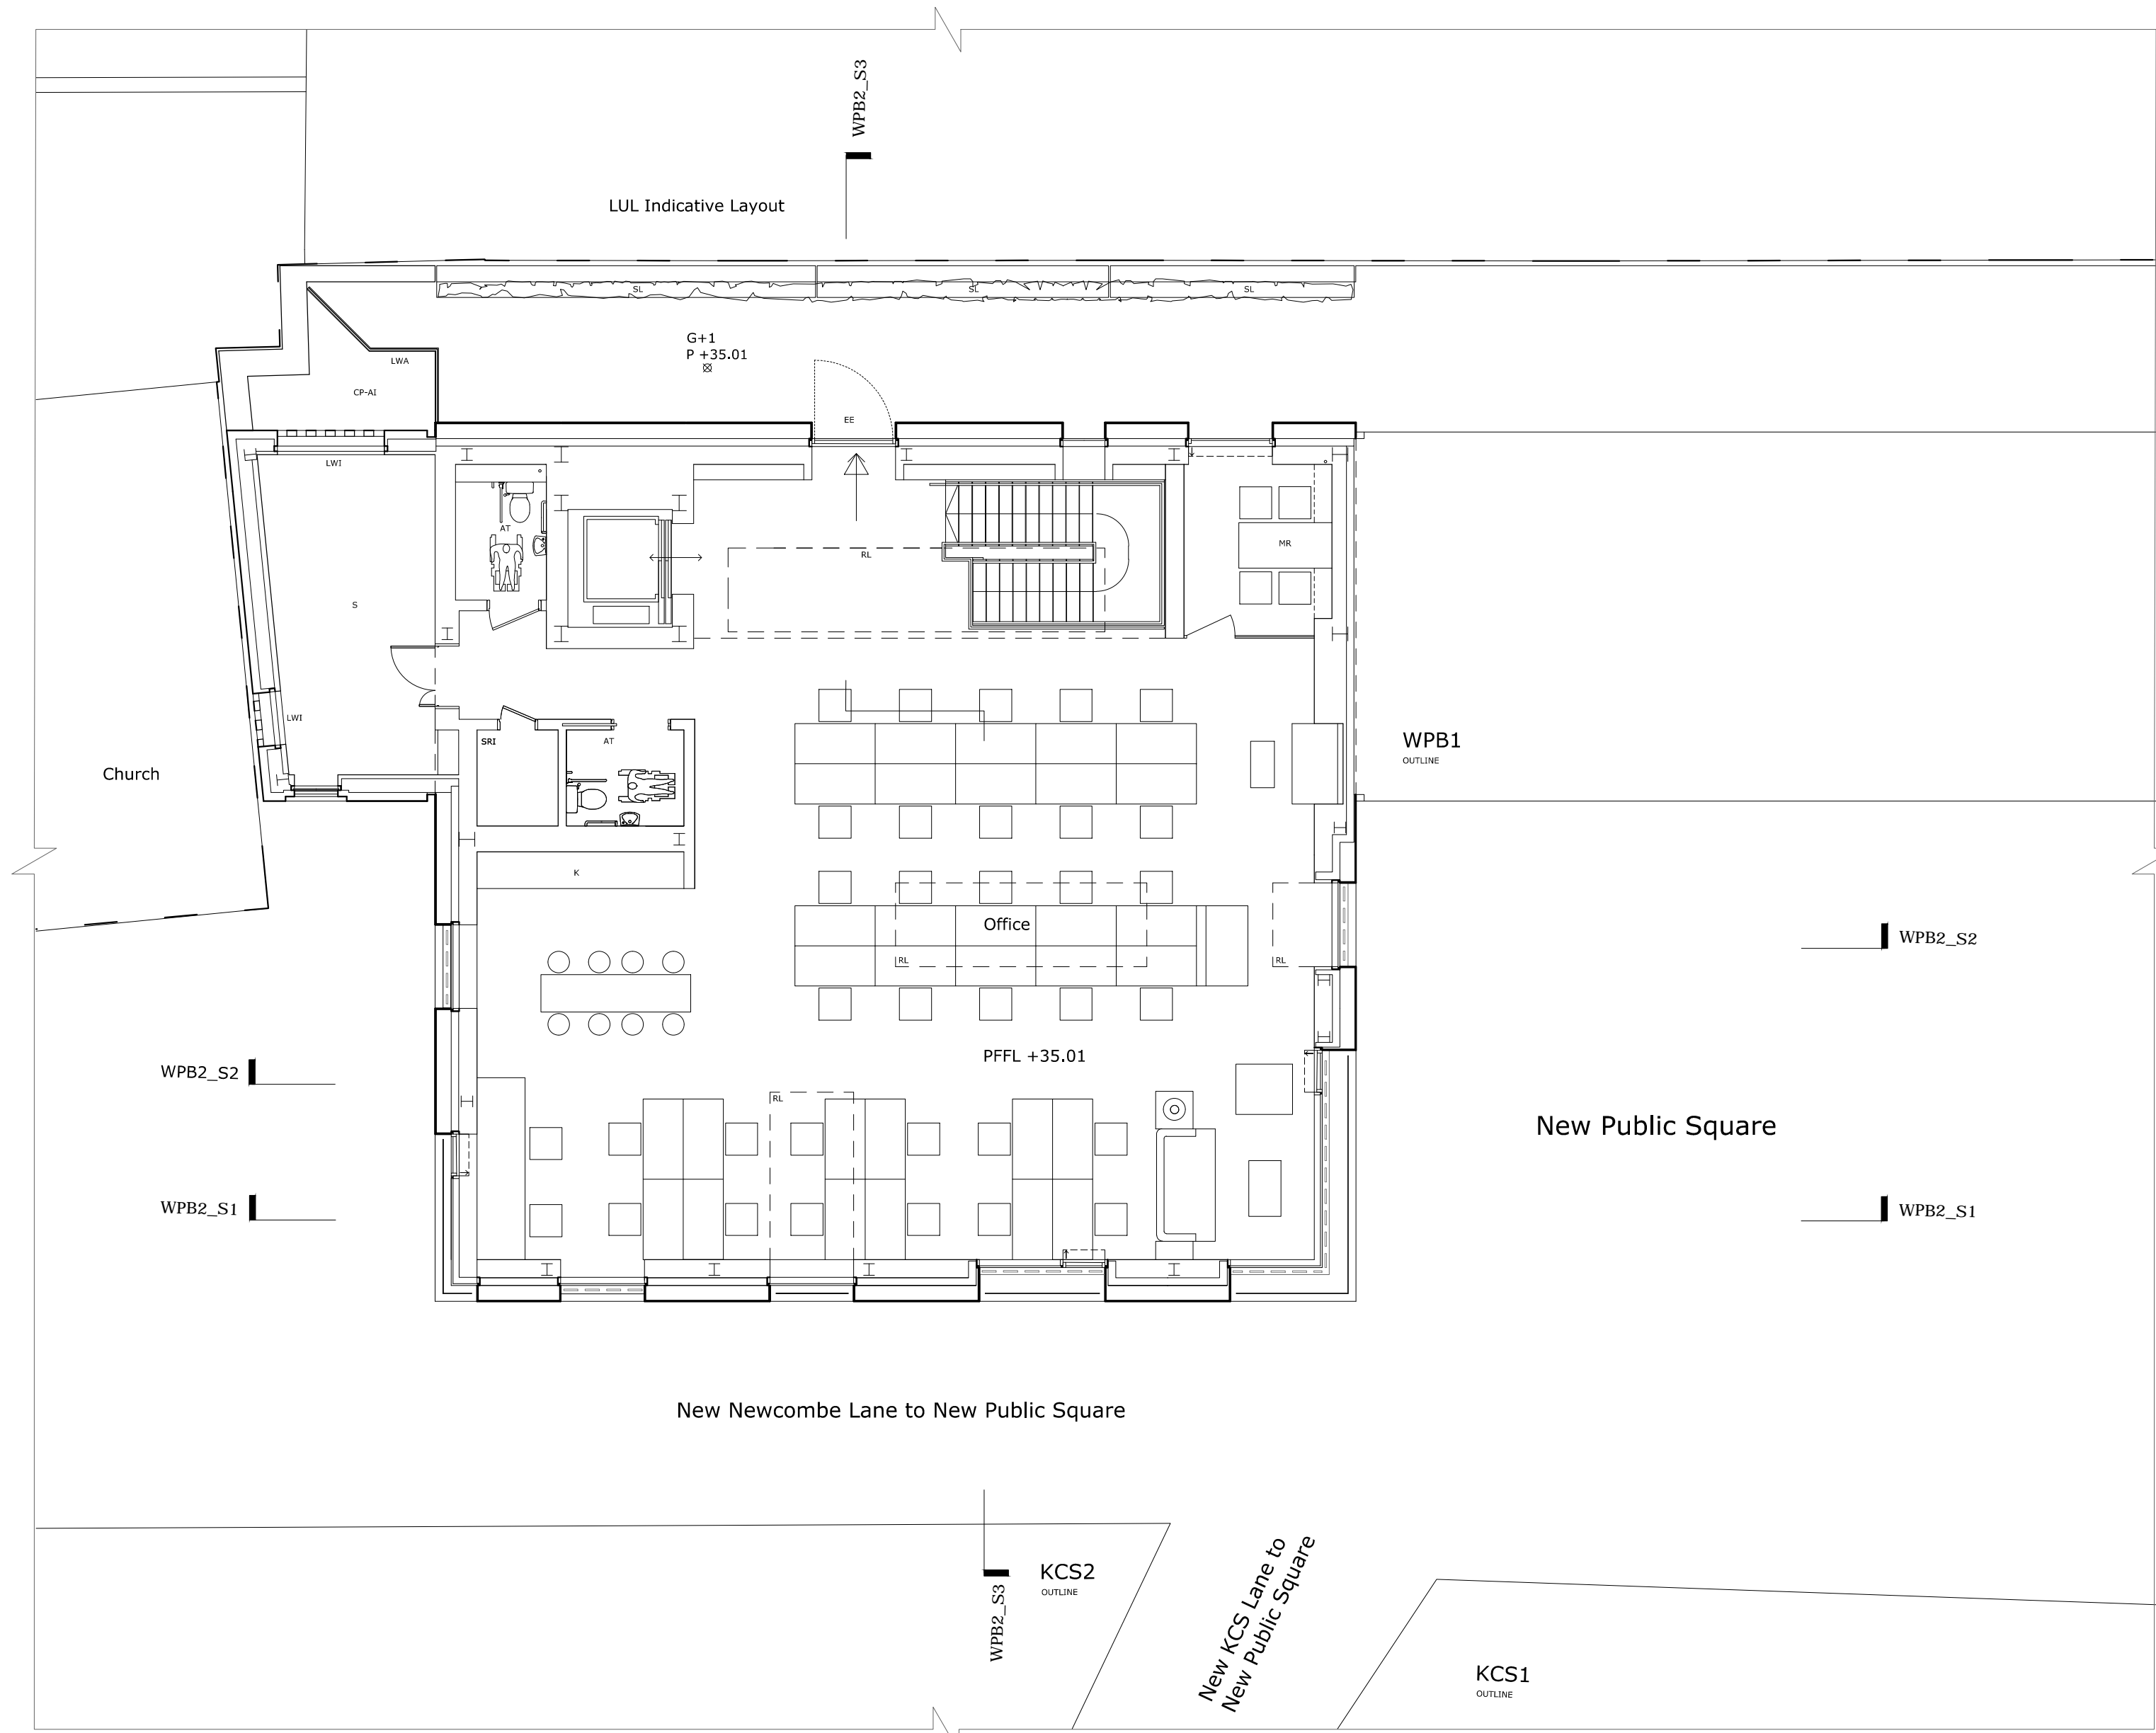 WPB2_S3
LUL Indicative Layout
SL
SL
SL
G+1
P +35.01
LWA
CP-AI
EE
LWI
AT
RL
MR
S
LWI
SRI
AT
WPB1
OUTLINE
Church
K
Office
RL
RL
WPB2_S2
PFFL +35.01
WPB2_S2
RL
New Public Square
WPB2_S1
WPB2_S1
New Newcombe Lane to New Public Square
KCS2
OUTLINE
WPB2_S3
New KCS Lane to
New Public Square
KCS1
OUTLINE